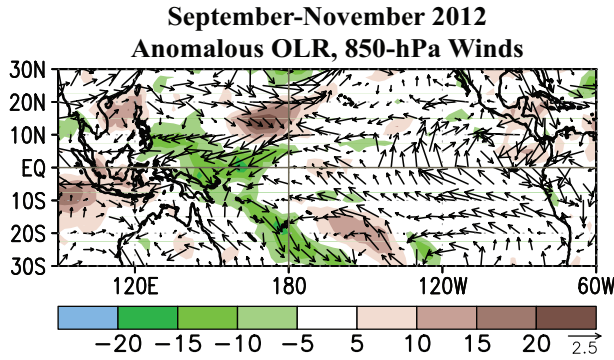 September-November 2012
Anomalous OLR, 850-hPa Winds
30N
20N
10N
EQ
10S
20S
30S
120E 180 120W 60W
−20 −15 −10 −5 5 10 15 20 2.5